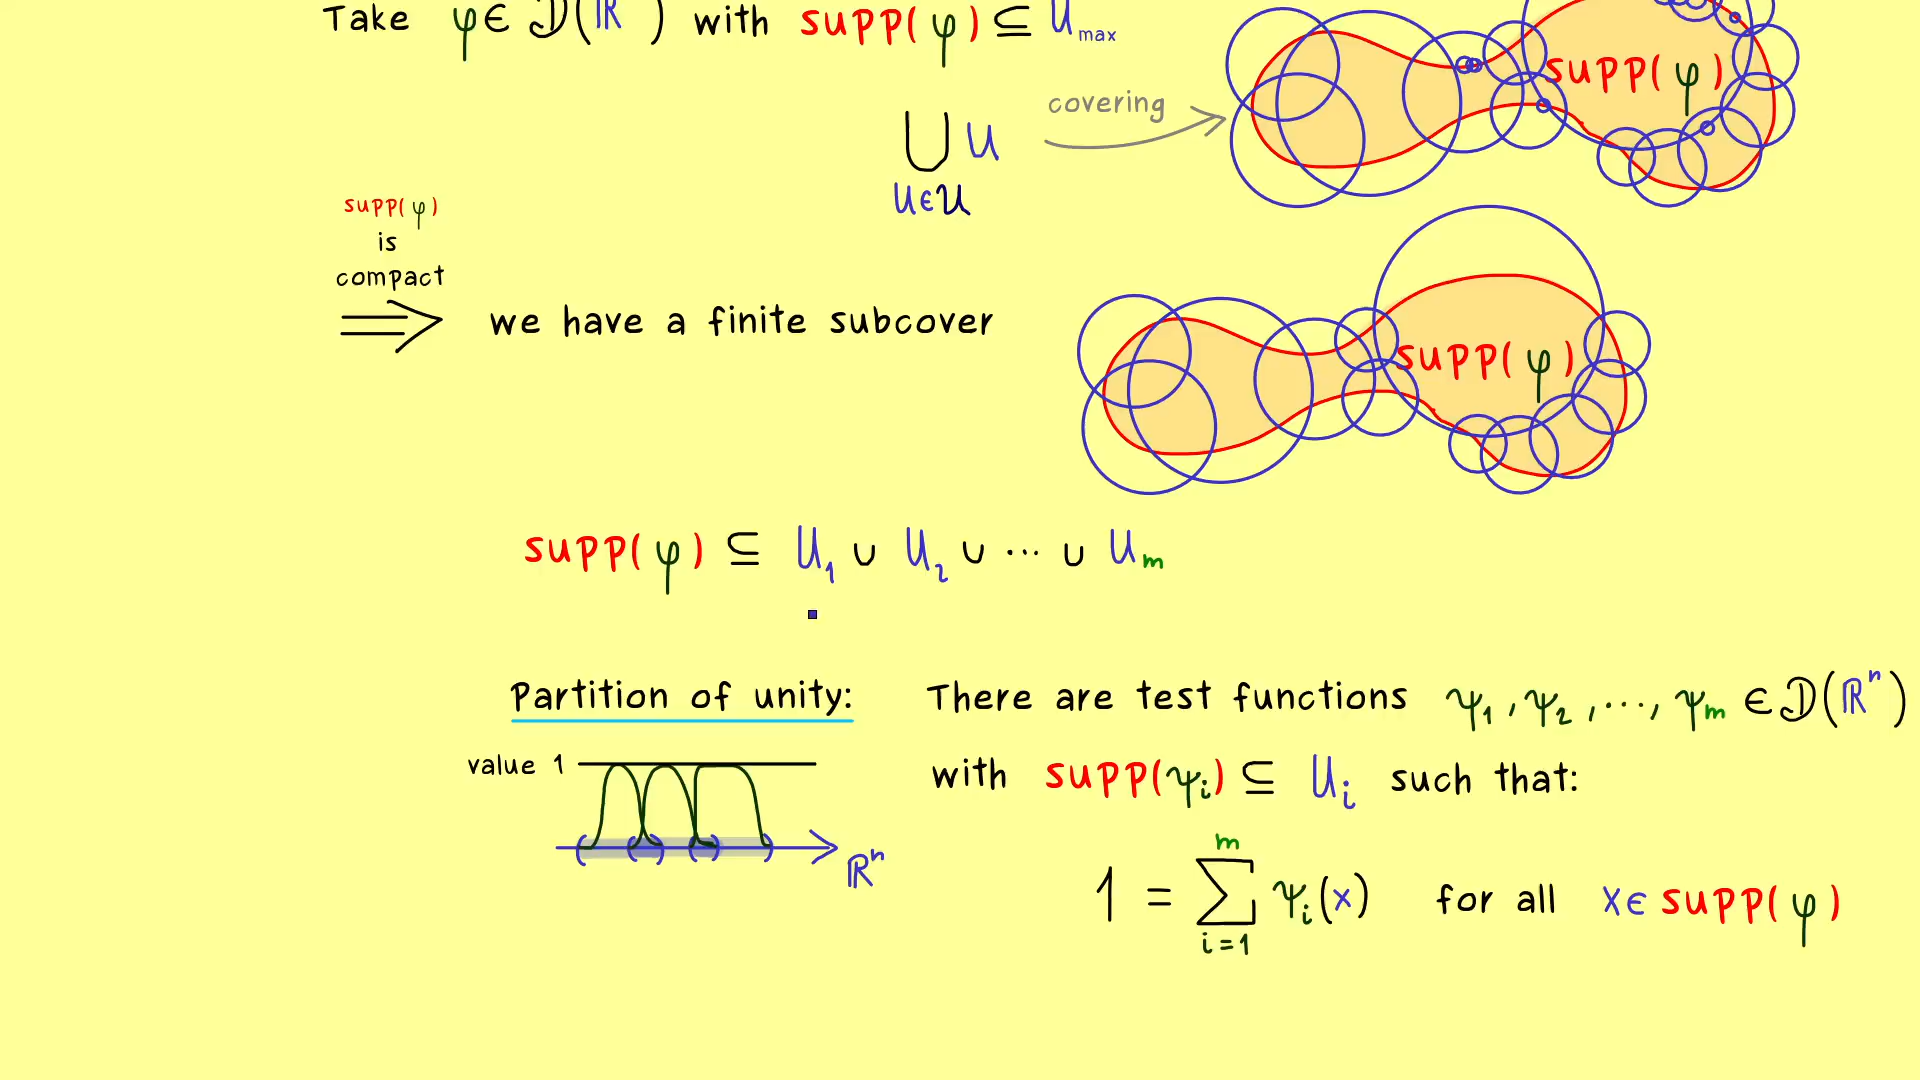 Take φ ∈ 𝒟(ℝ ) with supp(φ) ⊆ U_max
supp(φ)
covering
⋃ U
U∈𝒰
supp(φ)
is
compact
⟹ we have a finite subcover
supp(φ)
supp(φ) ⊆ U₁ ∪ U₂ ∪ ⋯ ∪ Uₘ
Partition of unity: There are test functions ψ₁, ψ₂, ..., ψₘ ∈ 𝒟(ℝⁿ)
value 1
with supp(ψᵢ) ⊆ Uᵢ such that:
ℝⁿ
m
1 = ∑ ψᵢ(x) for all x ∈ supp(φ)
i=1